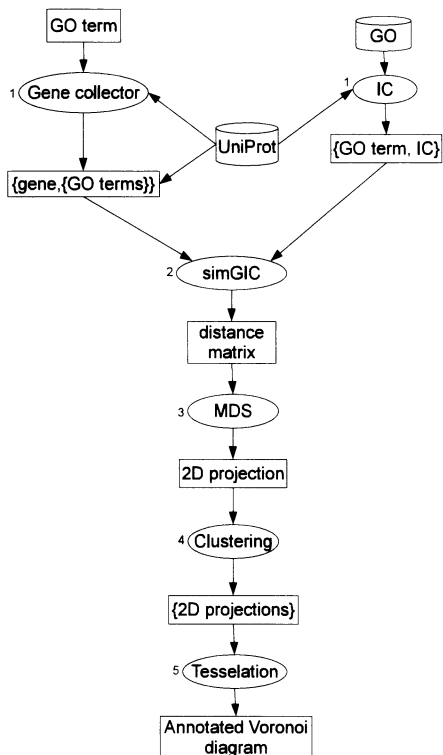 GO term
GO
1 Gene collector
1 IC
UniProt
{gene,{GO terms}}
{GO term, IC}
2 simGIC
distance
matrix
3 MDS
2D projection
4 Clustering
{2D projections}
5 Tesselation
Annotated Voronoi
diagram